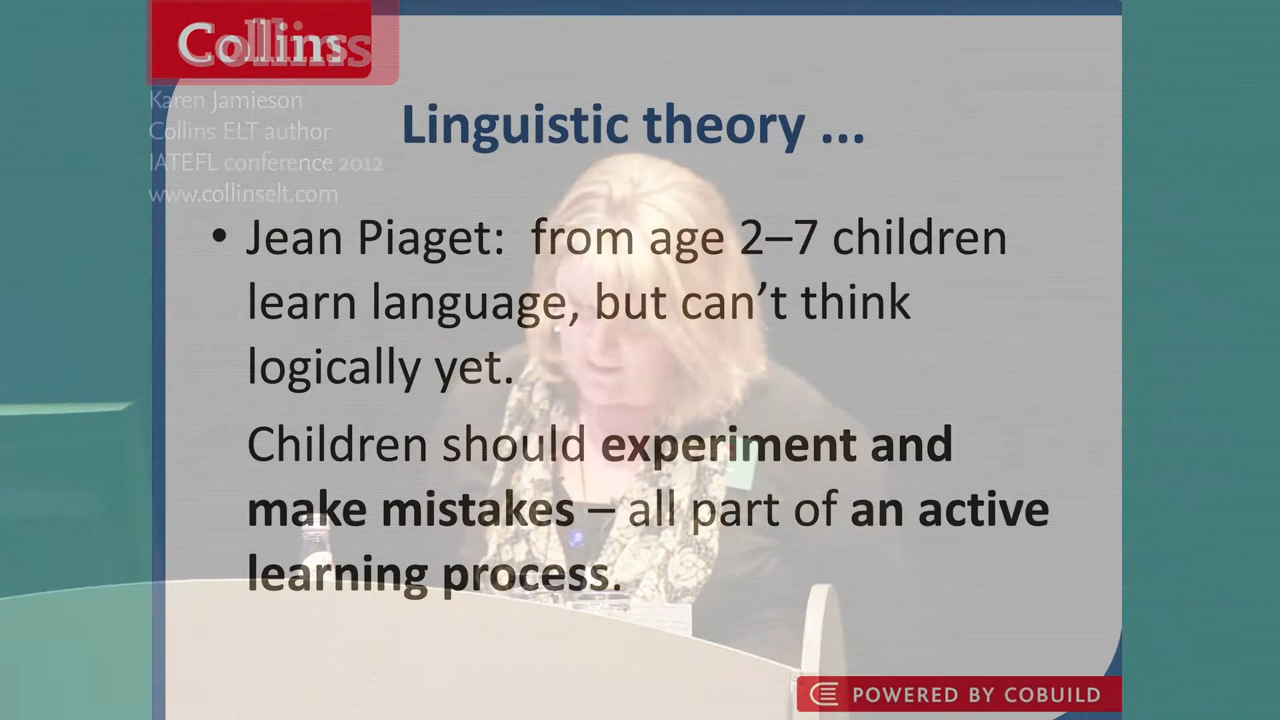 Collins
Collins
Karen Jamieson
Collins ELT author
IATEFL conference 2012
www.collinselt.com
Linguistic theory ...
• Jean Piaget:  from age 2–7 children
learn language, but can’t think
logically yet.
Children should experiment and
make mistakes – all part of an active
learning process.
POWERED BY COBUILD